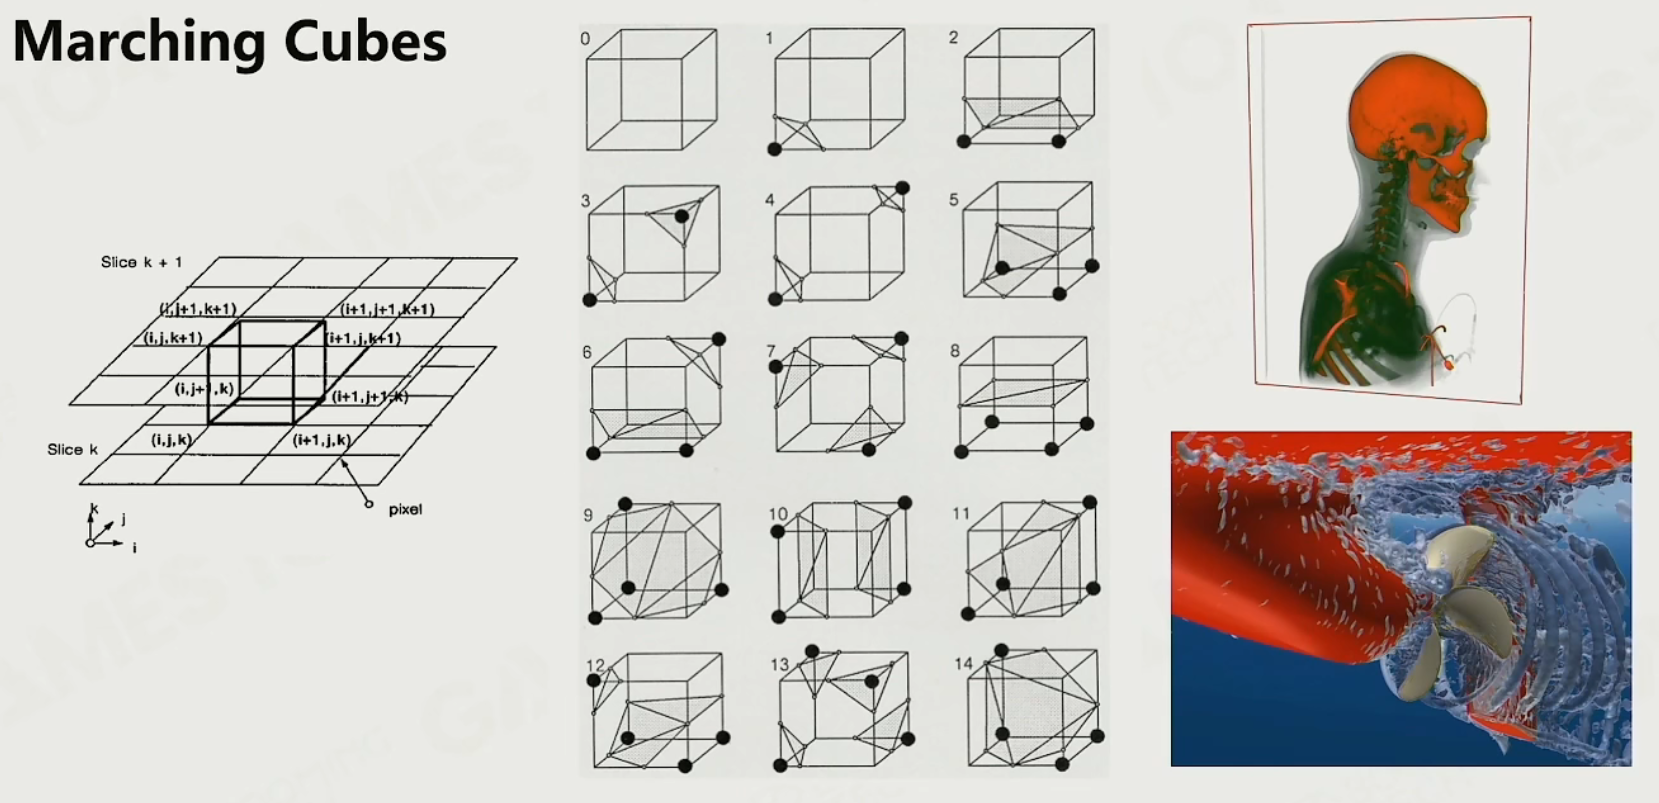 Marching Cubes
Slice k + 1
(i,j+1,k+1)
(i+1,j+1,k+1)
(i,j,k+1)
(i+1,j,k+1)
(i,j+1,k)
(i+1,j+1,k)
(i,j,k)
(i+1,j,k)
Slice k
pixel
k
j
i
0
1
2
3
4
5
6
7
8
9
10
11
12
13
14